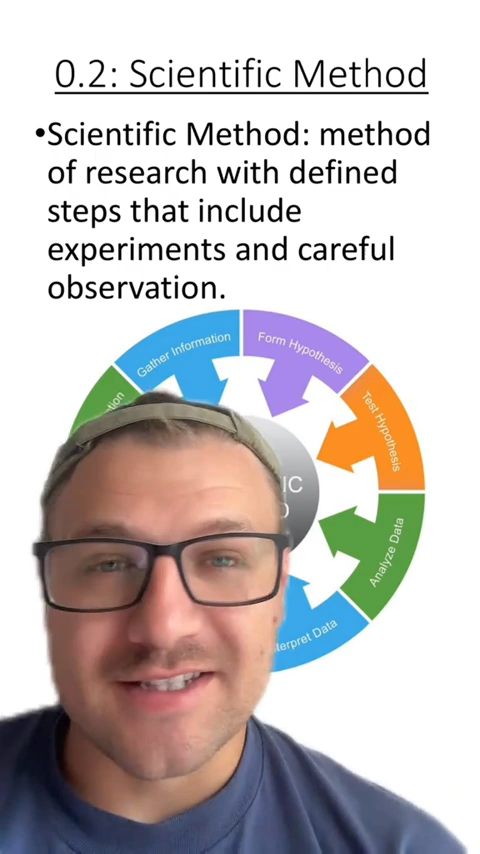 0.2: Scientific Method
•Scientific Method: method
of research with defined
steps that include
experiments and careful
observation.
Gather Information
Form Hypothesis
Test Hypothesis
Analyze Data
Data